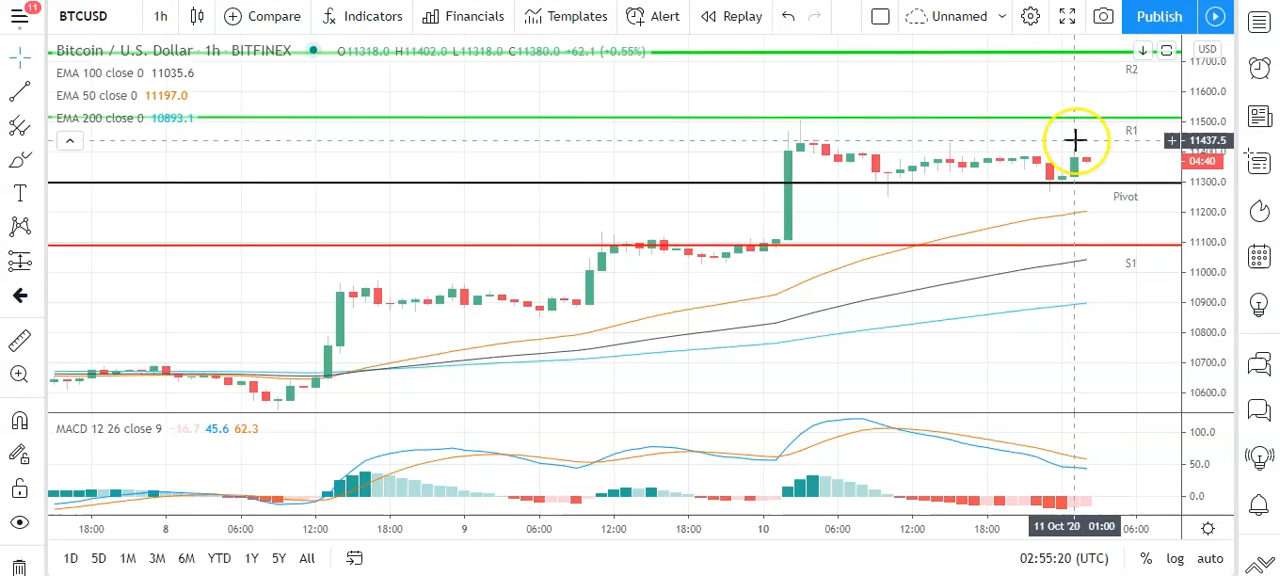 11 BTCUSD 1h Compare Indicators Financials Templates Alert Replay Unnamed Publish
Bitcoin / U.S. Dollar · 1h · BITFINEX O11318.0 H11402.0 L11318.0 C11380.0 +62.1 (+0.55%) USD
11700.0
R2
EMA 100 close 0 11035.6
EMA 50 close 0 11197.0
11600.0
EMA 200 close 0 10893.1
11500.0
R1
11437.5
11400.0
04:40
11300.0
Pivot
11200.0
11100.0
S1
11000.0
10900.0
10800.0
10700.0
10600.0
MACD 12 26 close 9 −16.7 45.6 62.3
100.0
50.0
0.0
18:00 8 06:00 12:00 18:00 9 06:00 12:00 18:00 10 06:00 12:00 18:00 11 Oct '20 01:00 06:00
1D 5D 1M 3M 6M YTD 1Y 5Y All 02:55:20 (UTC) % log auto